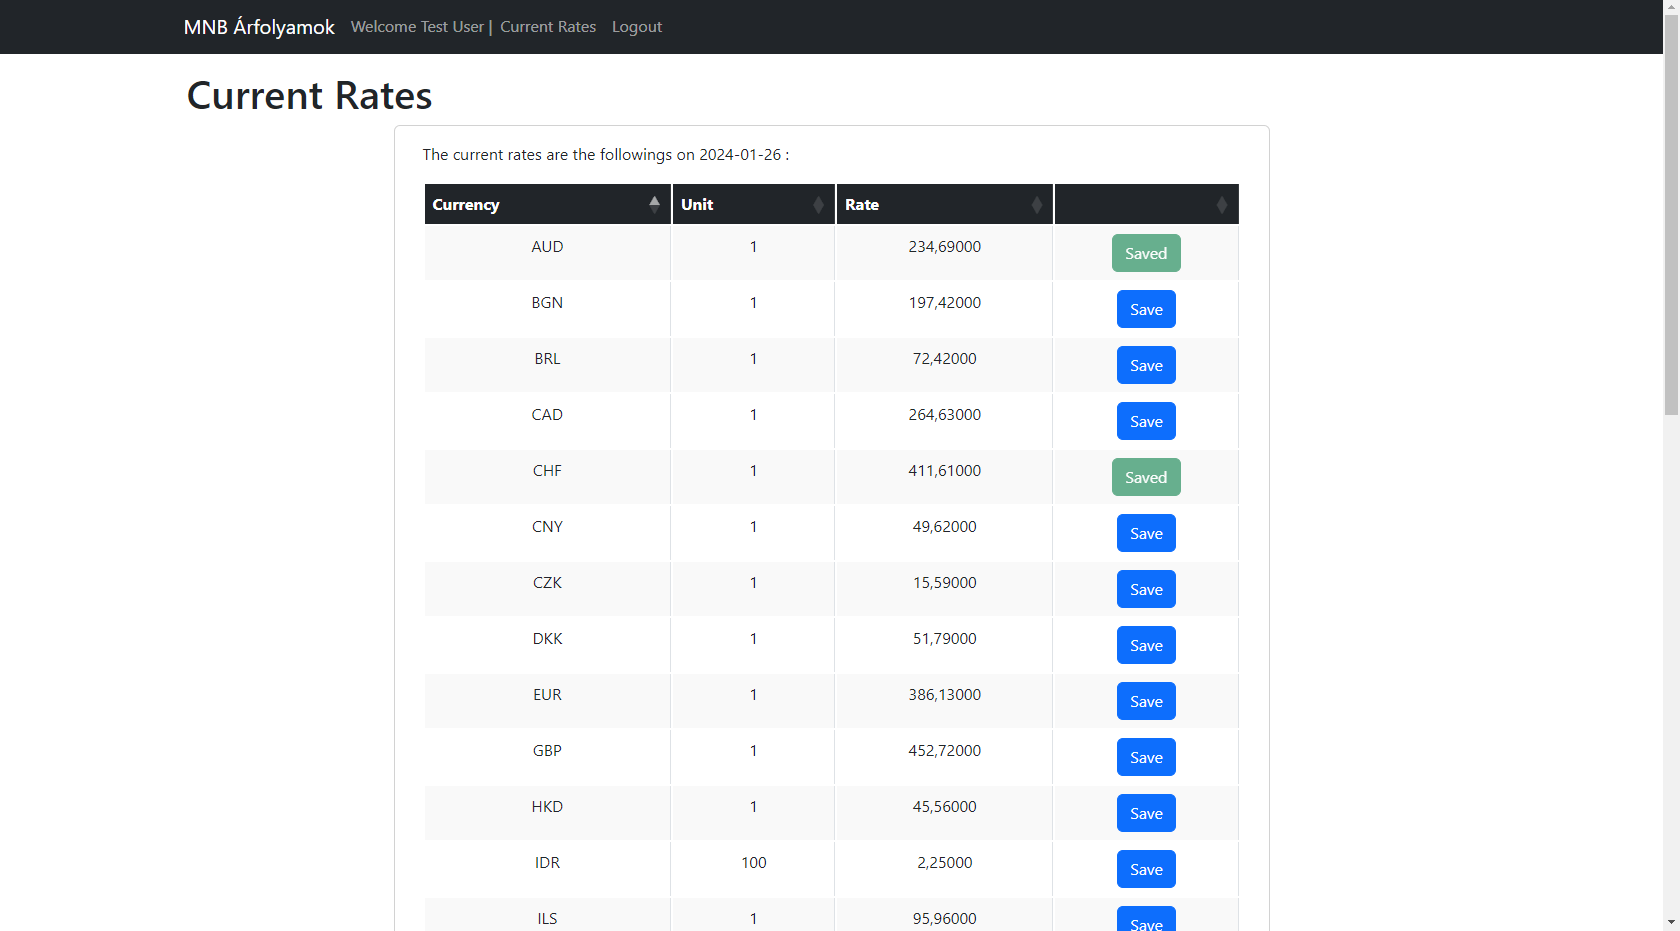 MNB Árfolyamok Welcome Test User | Current Rates Logout
Current Rates
The current rates are the followings on 2024-01-26 :
Currency Unit Rate
AUD 1 234,69000 Saved
BGN 1 197,42000 Save
BRL 1 72,42000 Save
CAD 1 264,63000 Save
CHF 1 411,61000 Saved
CNY 1 49,62000 Save
CZK 1 15,59000 Save
DKK 1 51,79000 Save
EUR 1 386,13000 Save
GBP 1 452,72000 Save
HKD 1 45,56000 Save
IDR 100 2,25000 Save
ILS 1 95,96000 Save